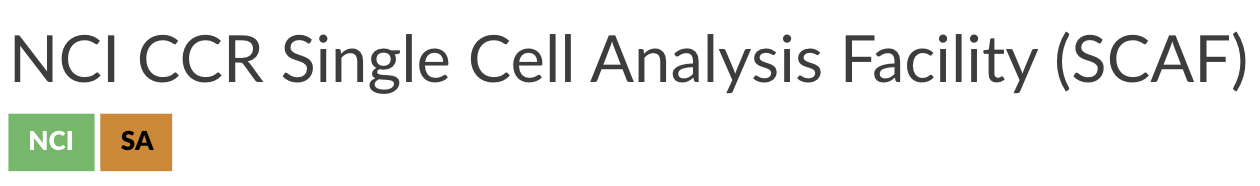 NCI CCR Single Cell Analysis Facility (SCAF)
NCI SA